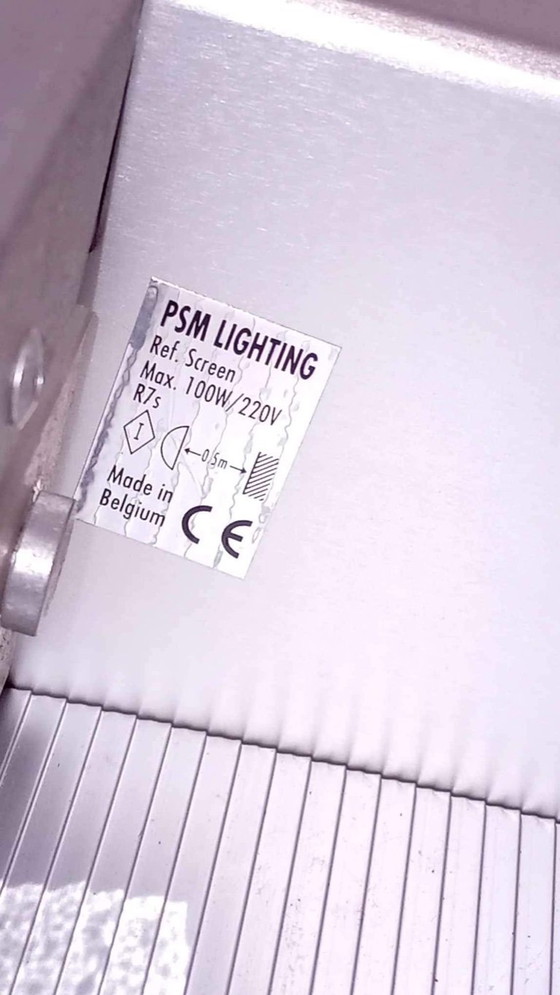 PSM LIGHTING
Ref. Screen
Max. 100W/220V
R7s
I
0,5m
Made in
Belgium
CE